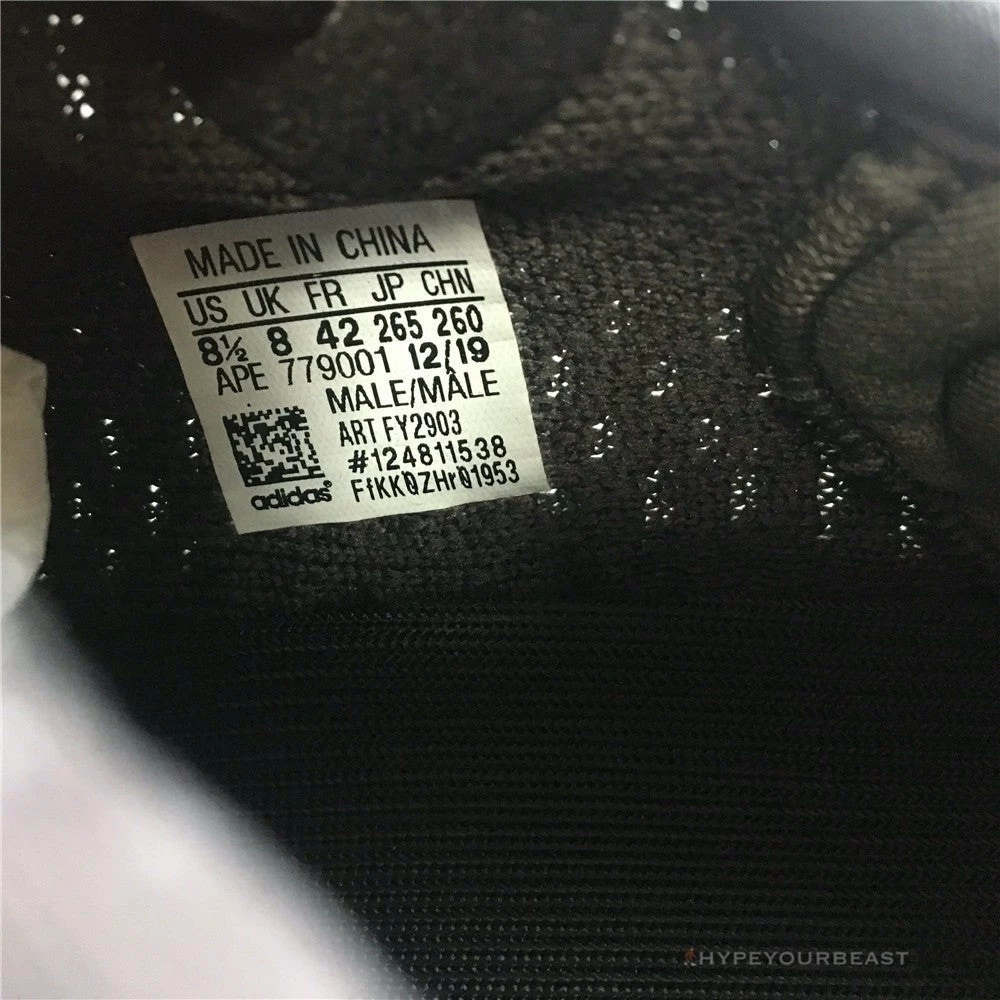 MADE IN CHINA
US UK FR JP CHN
8½ 8 42 265 260
APE 779001 12/19
MALE/MÂLE
ART FY2903
#124811538
FfKKQZHr01953
adidas®
HYPEYOURBEAST